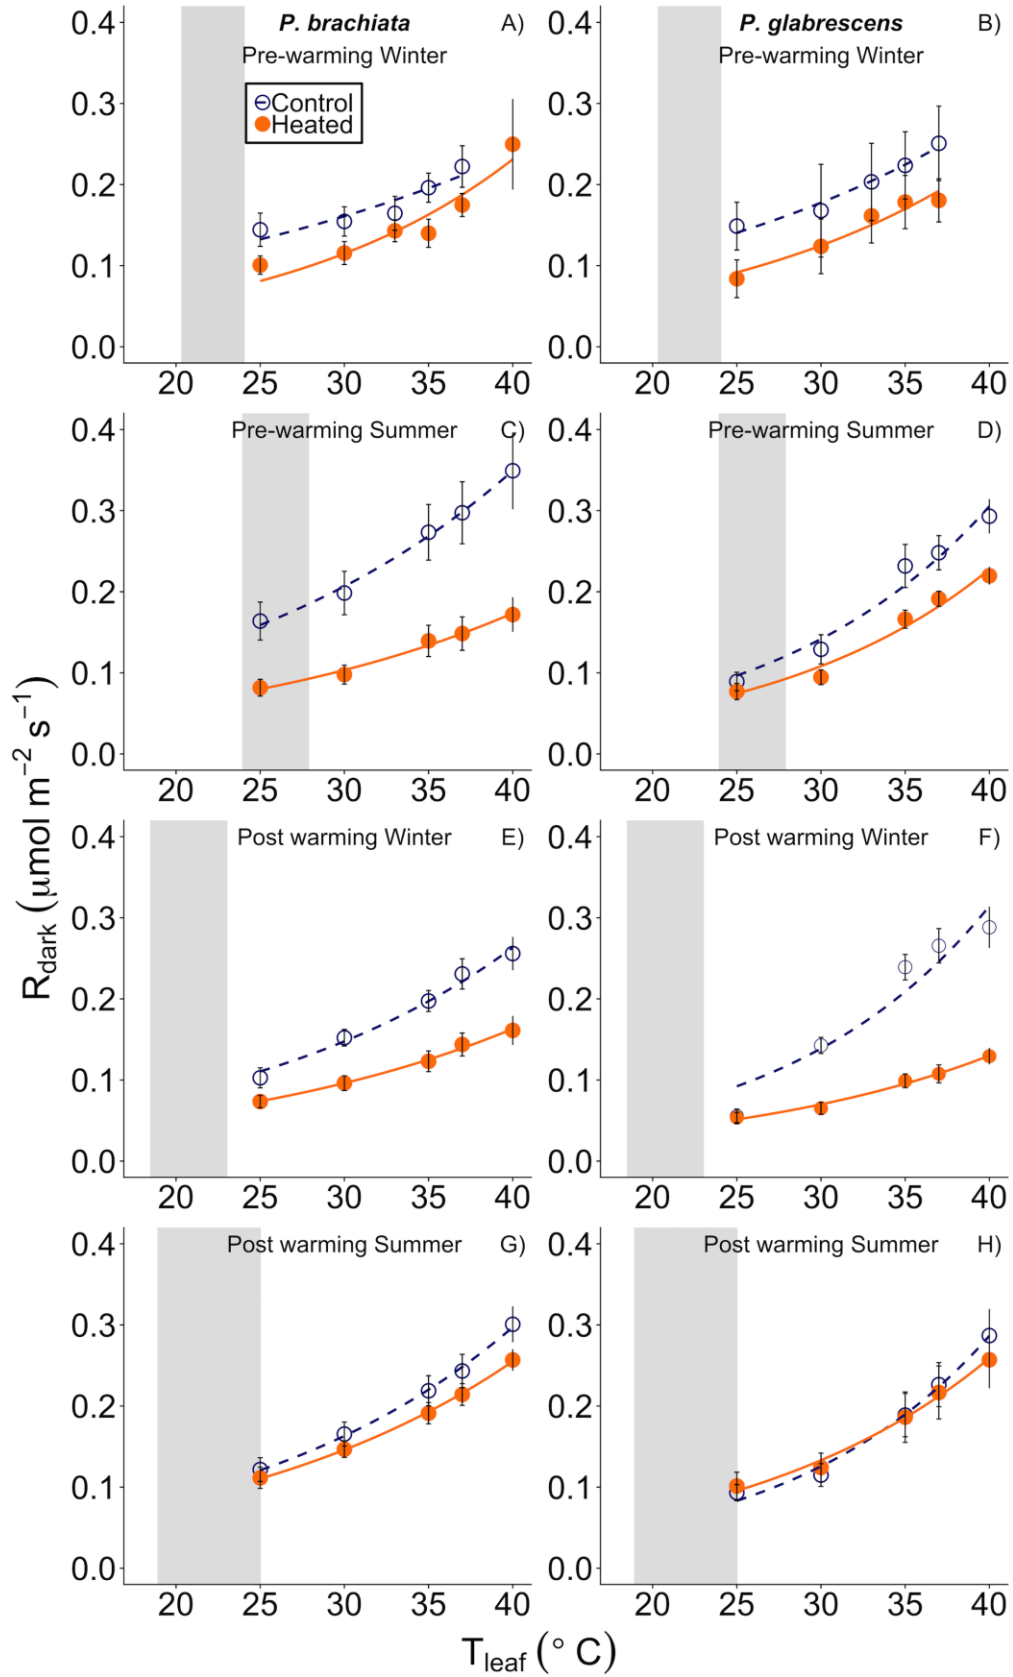 P. brachiata A)
Pre-warming Winter
Control
Heated
0.4
0.3
0.2
0.1
0.0
20 25 30 35 40
P. glabrescens B)
Pre-warming Winter
0.4
0.3
0.2
0.1
0.0
20 25 30 35 40
Pre-warming Summer C)
0.4
0.3
0.2
0.1
0.0
20 25 30 35 40
Pre-warming Summer D)
0.4
0.3
0.2
0.1
0.0
20 25 30 35 40
Post warming Winter E)
0.4
0.3
0.2
0.1
0.0
20 25 30 35 40
Post warming Winter F)
0.4
0.3
0.2
0.1
0.0
20 25 30 35 40
Post warming Summer G)
0.4
0.3
0.2
0.1
0.0
20 25 30 35 40
Post warming Summer H)
0.4
0.3
0.2
0.1
0.0
20 25 30 35 40
R_dark (μmol m⁻² s⁻¹)
T_leaf (° C)